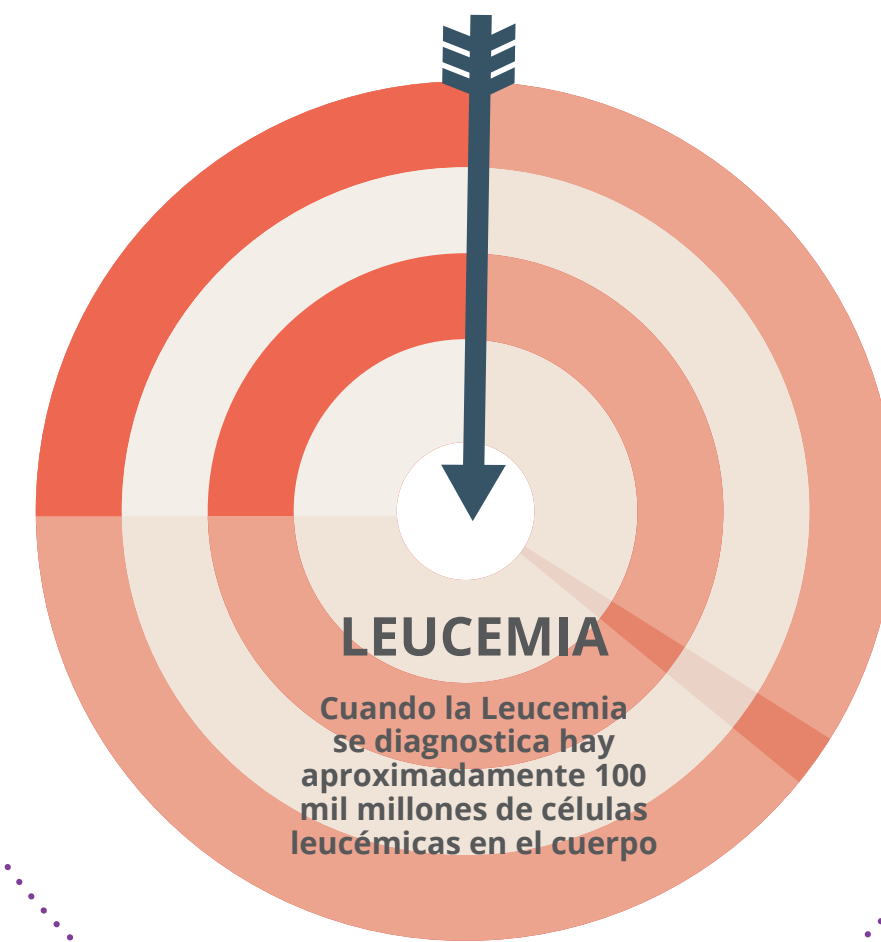 LEUCEMIA
Cuando la Leucemia
se diagnostica hay
aproximadamente 100
mil millones de células
leucémicas en el cuerpo